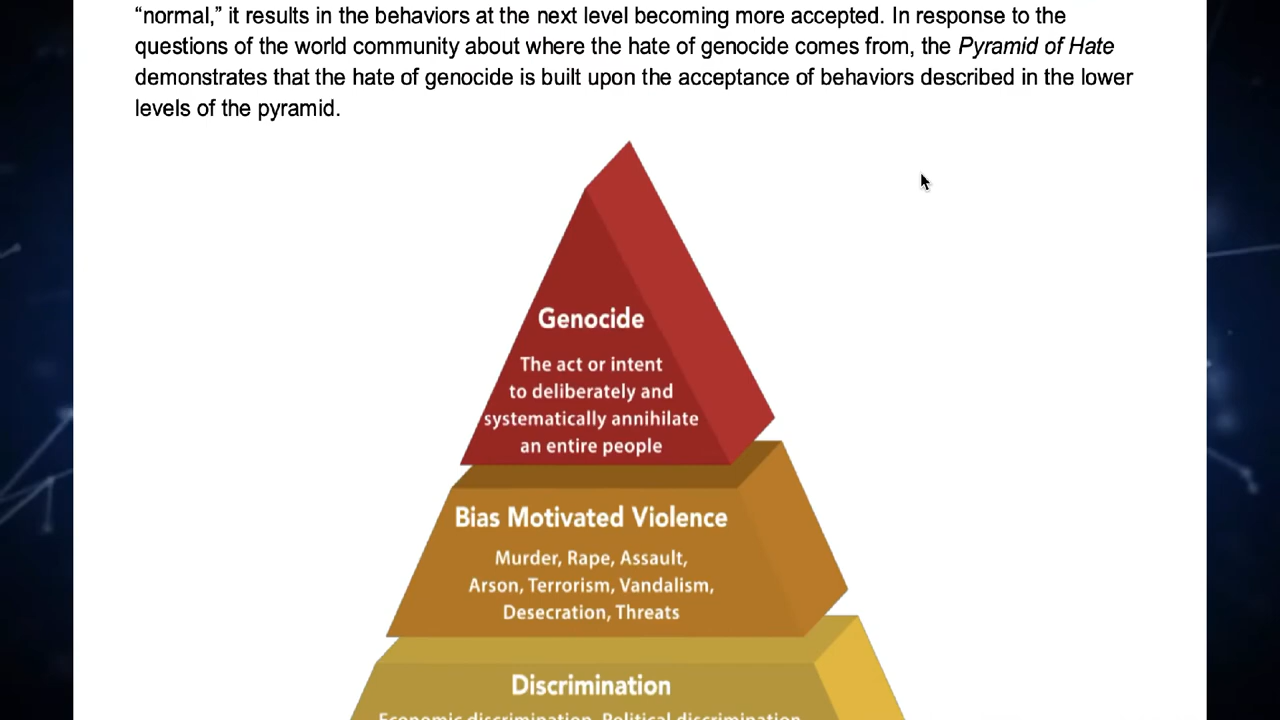 “normal,” it results in the behaviors at the next level becoming more accepted. In response to the
questions of the world community about where the hate of genocide comes from, the Pyramid of Hate
demonstrates that the hate of genocide is built upon the acceptance of behaviors described in the lower
levels of the pyramid.
Genocide
The act or intent
to deliberately and
systematically annihilate
an entire people
Bias Motivated Violence
Murder, Rape, Assault,
Arson, Terrorism, Vandalism,
Desecration, Threats
Discrimination
Economic discrimination, Political discrimination,